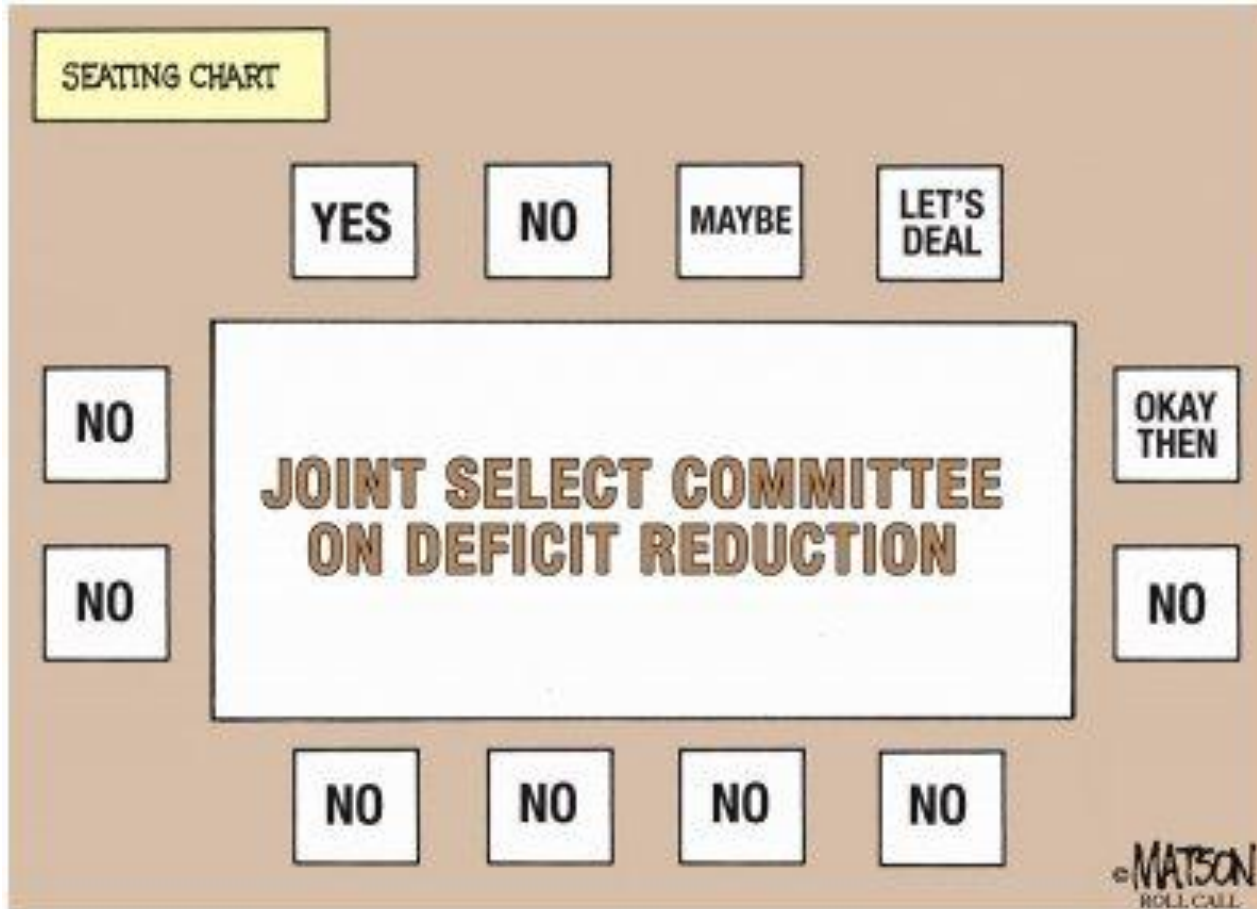 SEATING CHART
YES
NO
MAYBE
LET'S
DEAL
NO
OKAY
THEN
JOINT SELECT COMMITTEE
ON DEFICIT REDUCTION
NO
NO
NO
NO
NO
NO
© MATSON
ROLL CALL